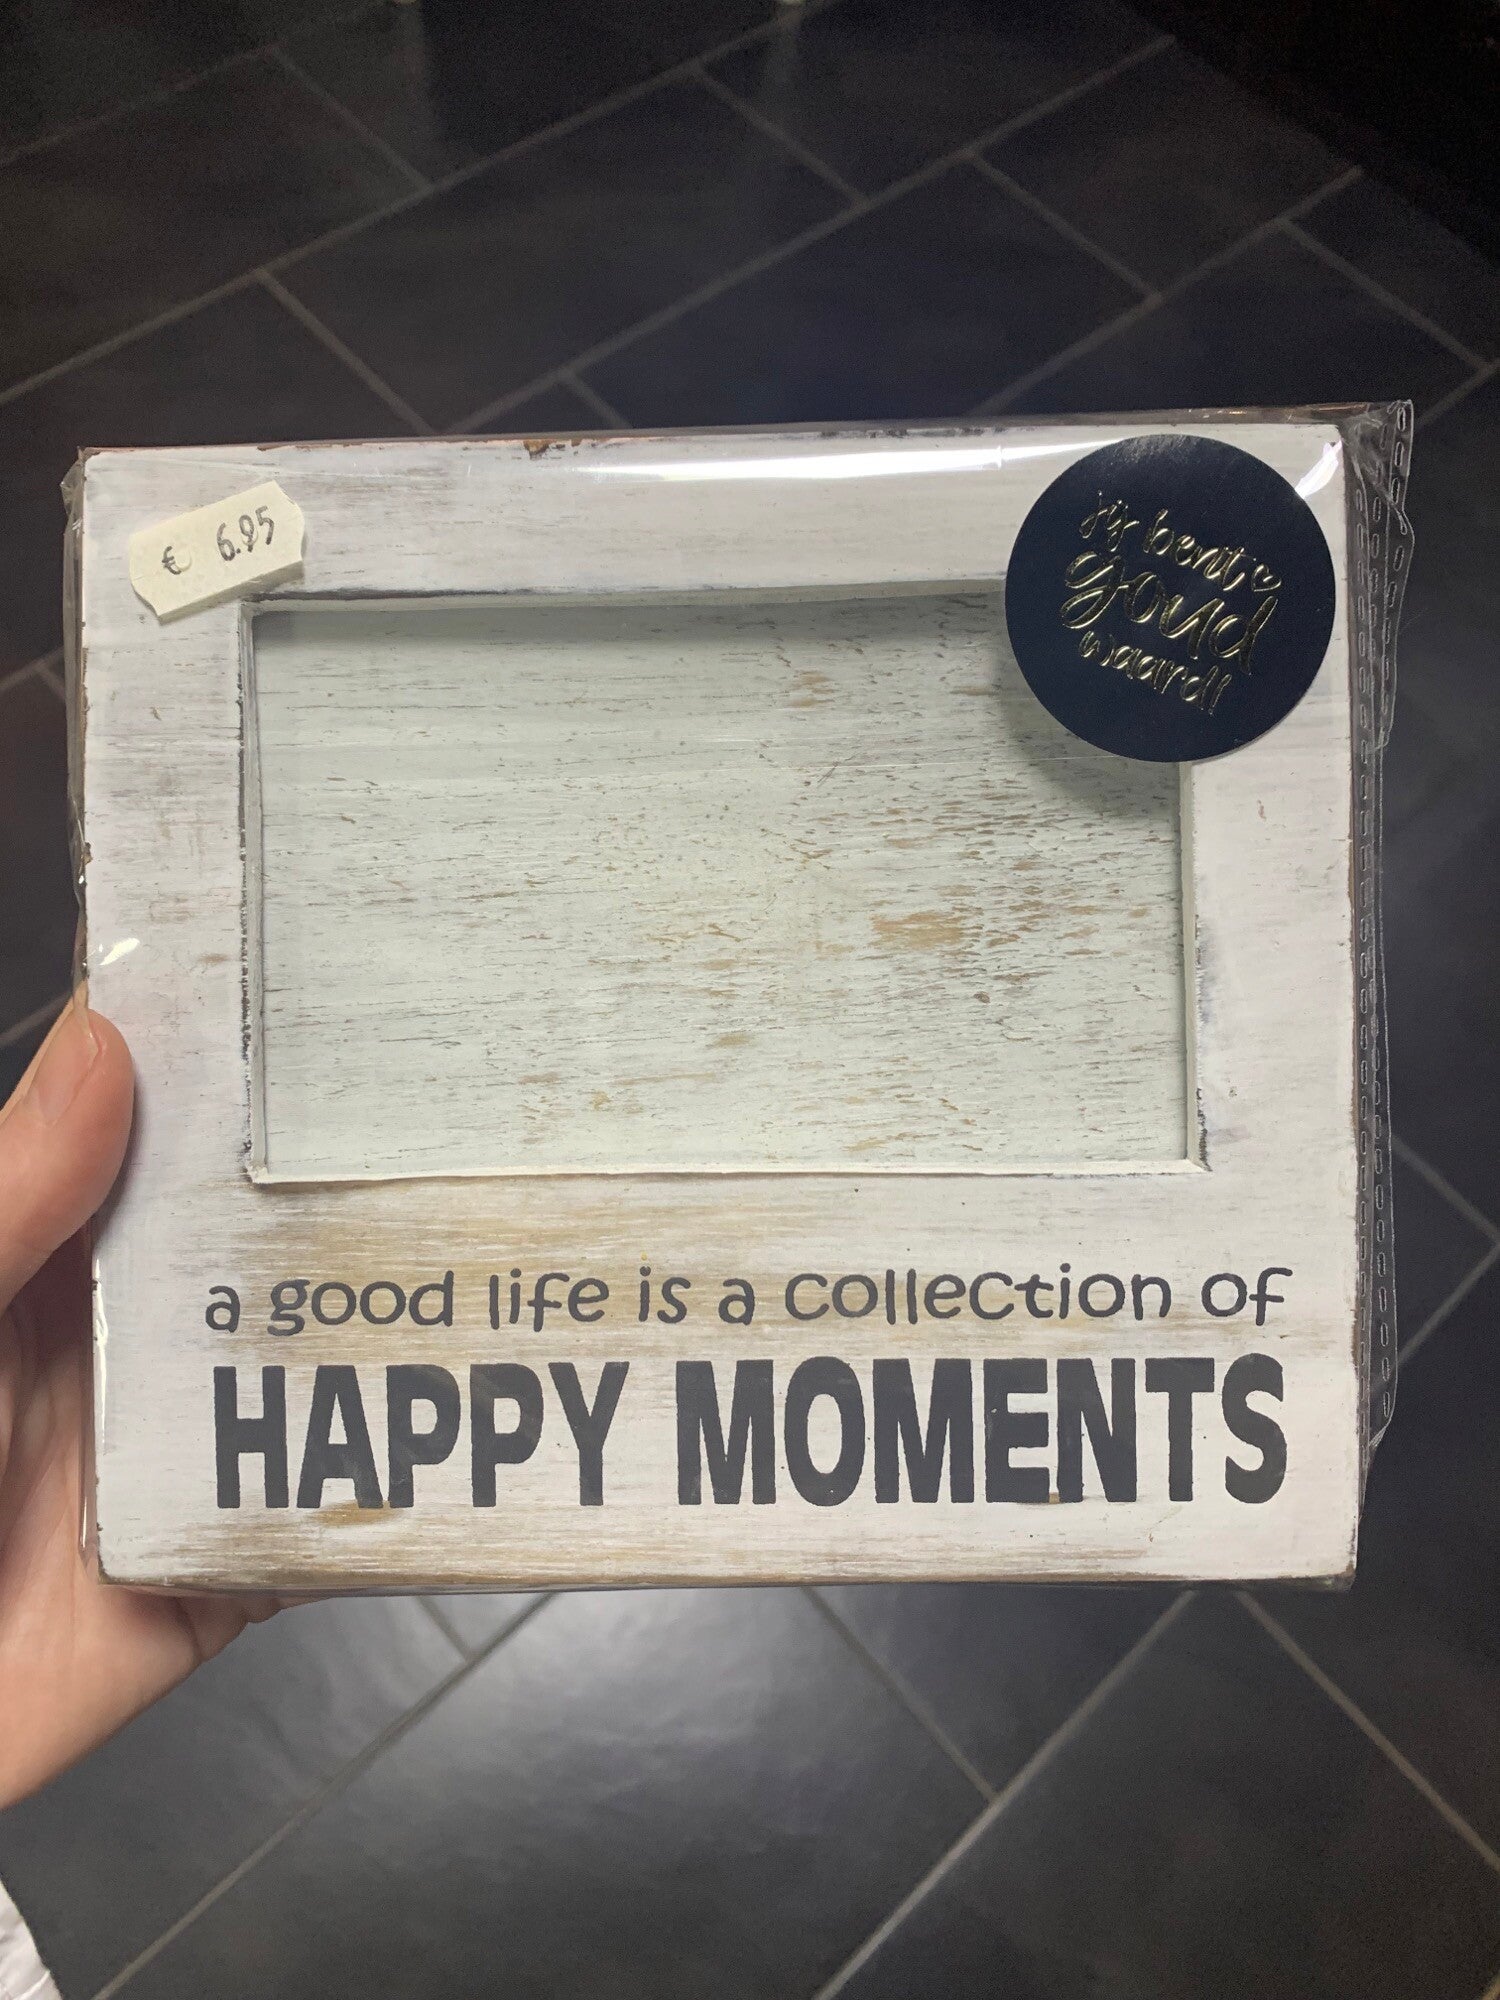 € 6.95
jij bent
goud
waard!
a good life is a collection of
HAPPY MOMENTS